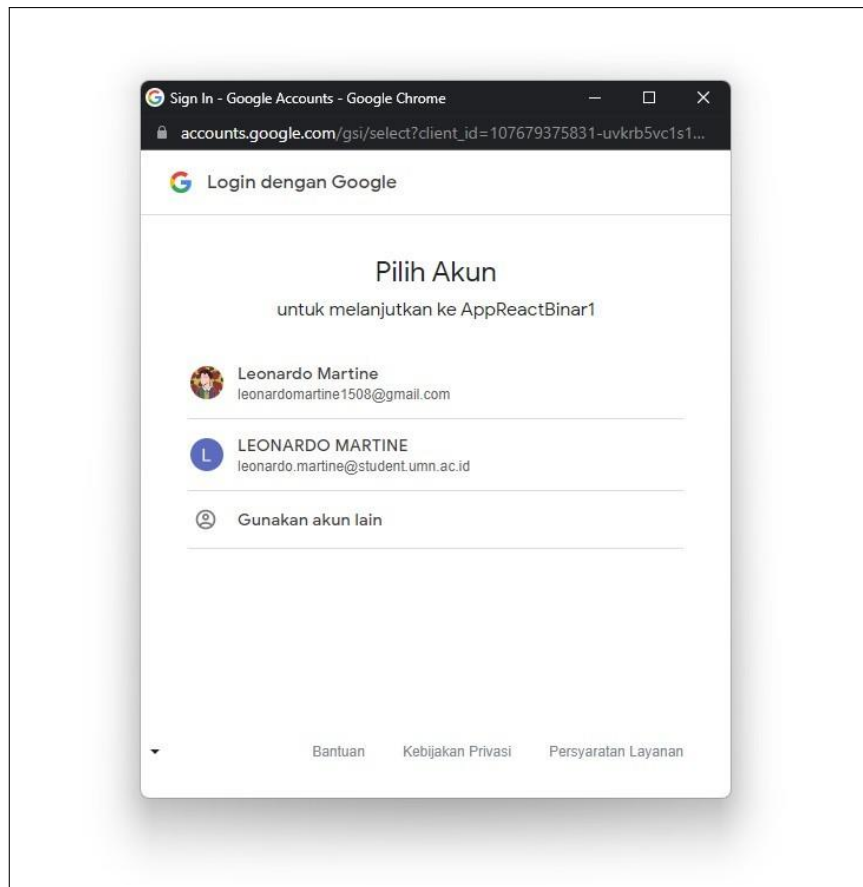 Sign In - Google Accounts - Google Chrome
accounts.google.com/gsi/select?client_id=107679375831-uvkrb5vc1s1...
Login dengan Google
Pilih Akun
untuk melanjutkan ke AppReactBinar1
Leonardo Martine
leonardomartine1508@gmail.com
L
LEONARDO MARTINE
leonardo.martine@student.umn.ac.id
Gunakan akun lain
Bantuan Kebijakan Privasi Persyaratan Layanan